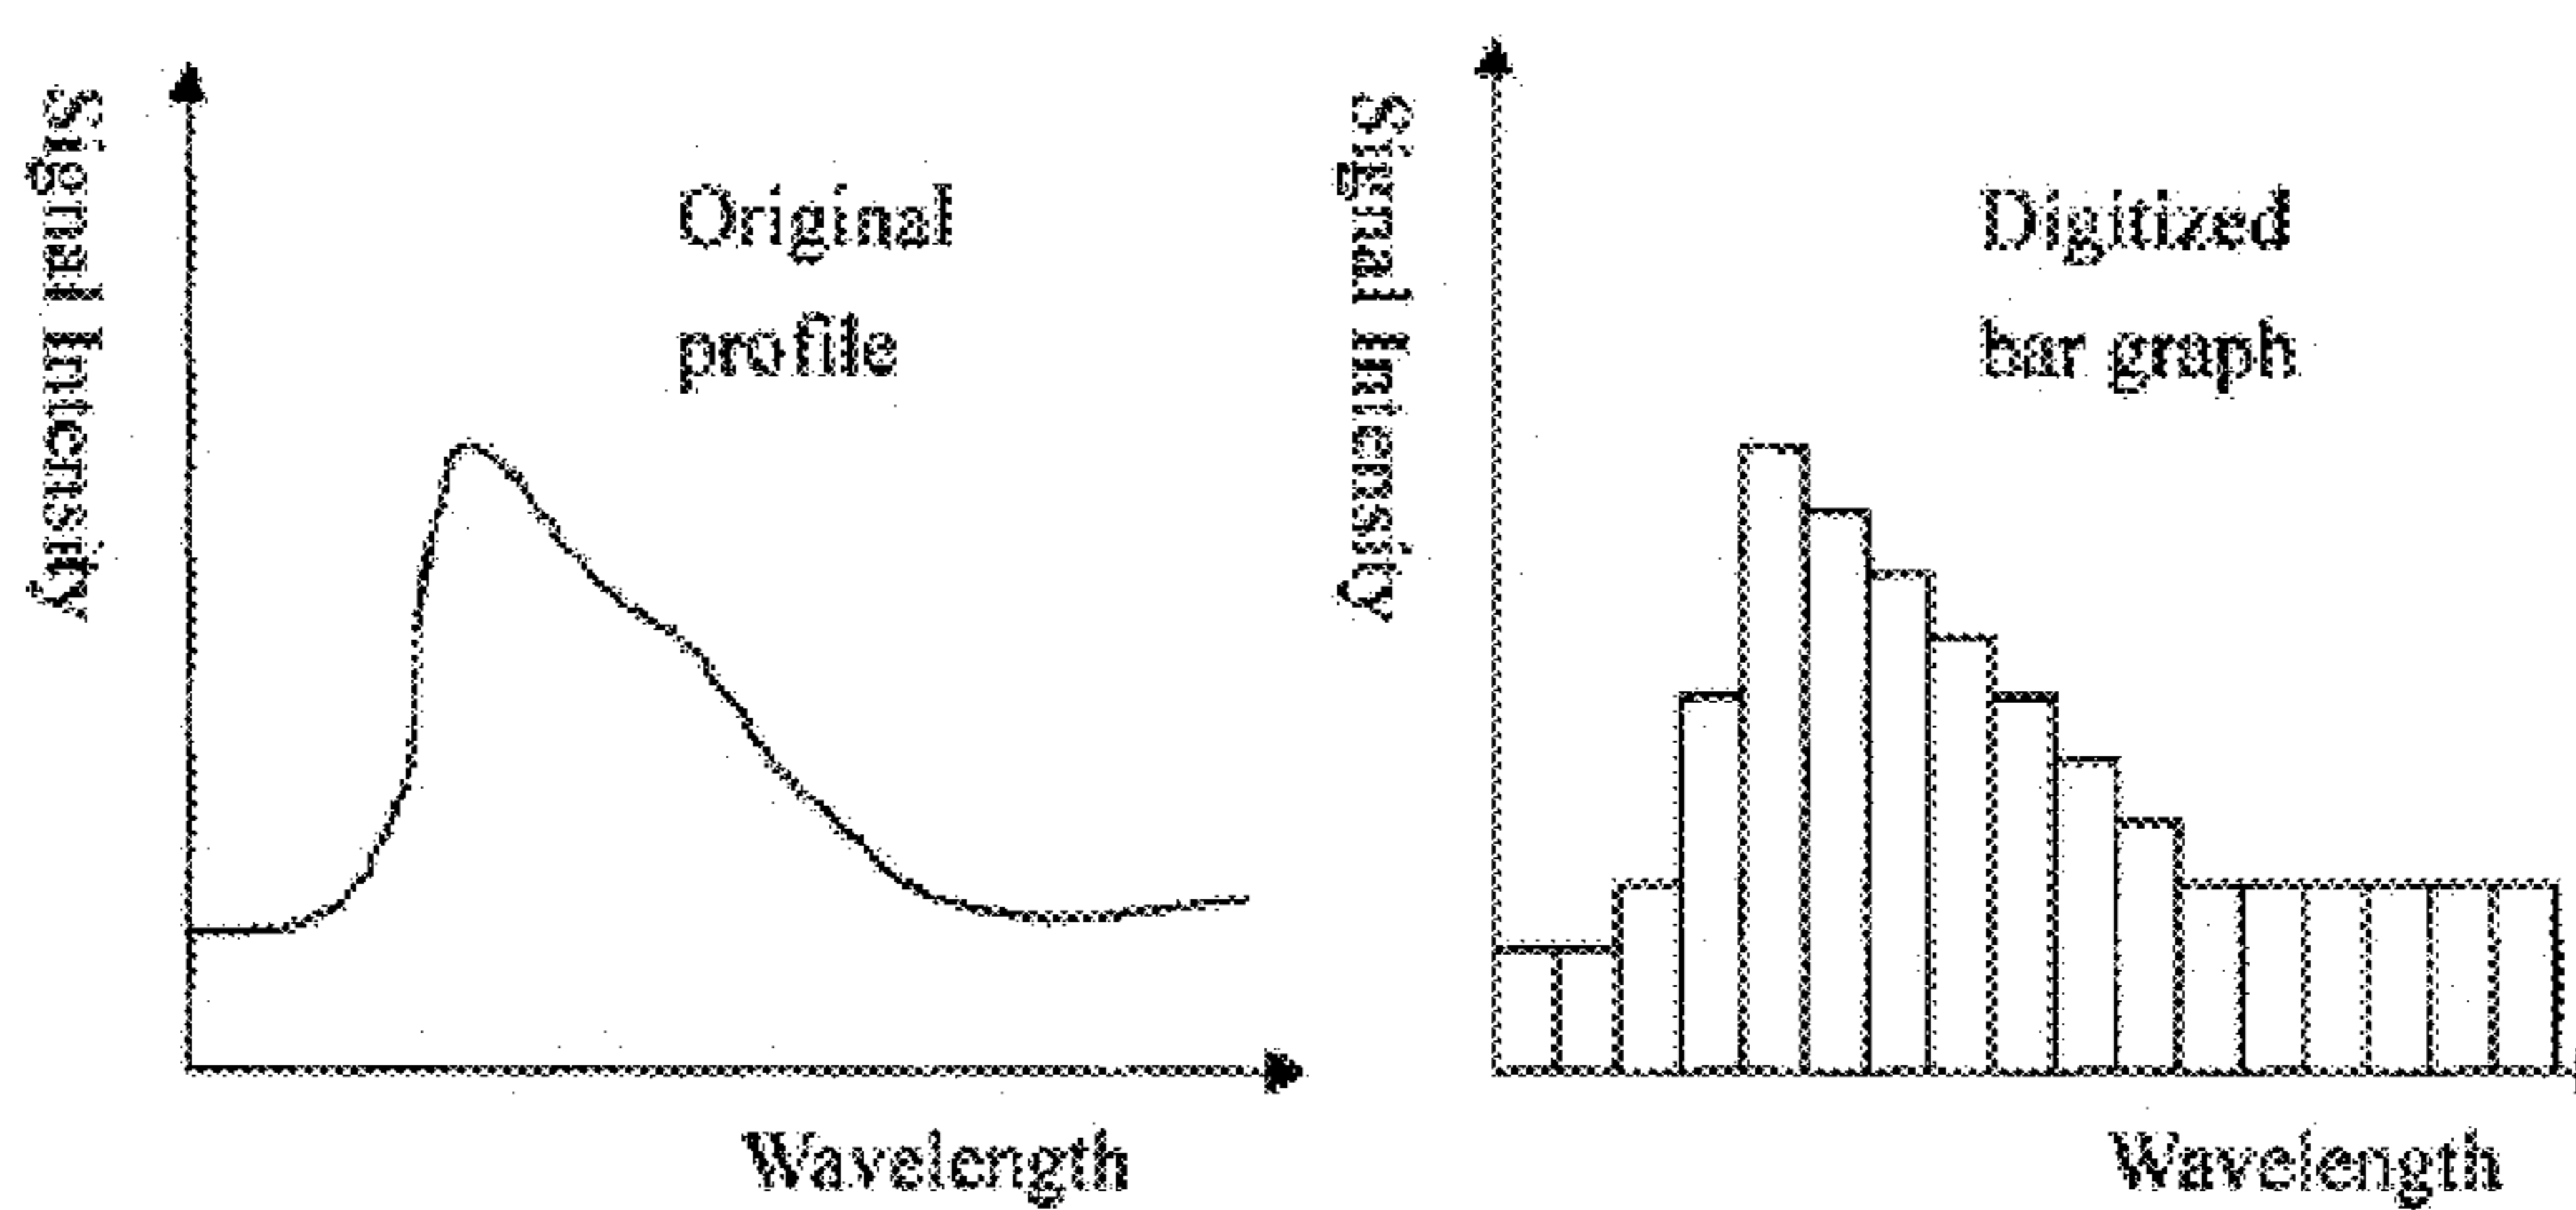 Signal Intensity
Original
profile
Wavelength
Signal Intensity
Digitized
bar graph
Wavelength